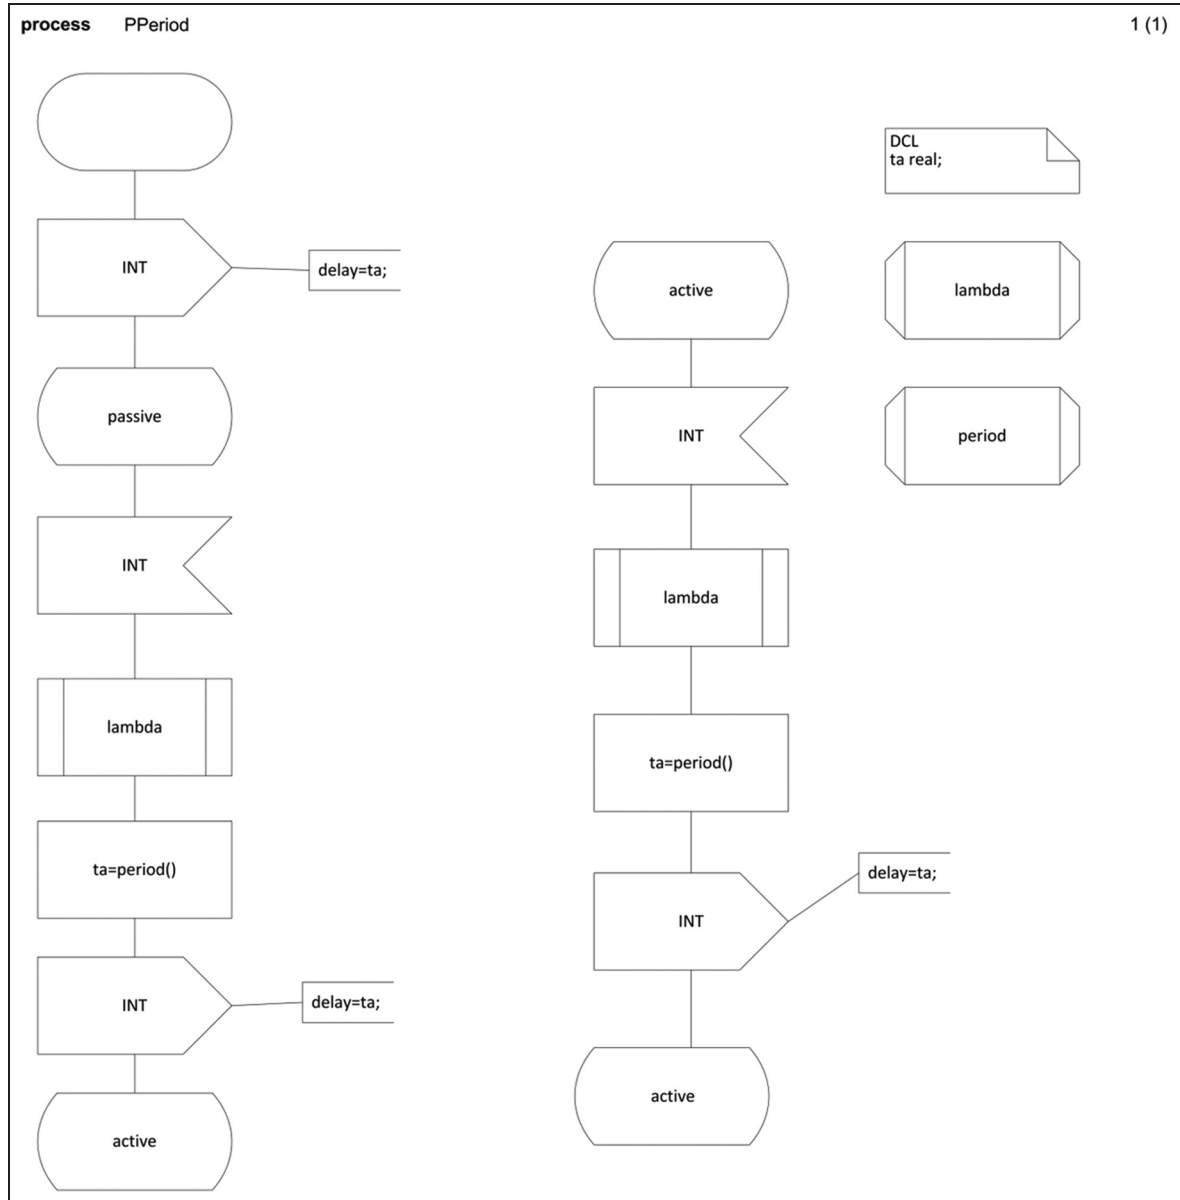 process PPeriod 1 (1)
INT
delay=ta;
passive
INT
lambda
ta=period()
INT
delay=ta;
active
active
INT
lambda
ta=period()
INT
delay=ta;
active
DCL
ta real;
lambda
period